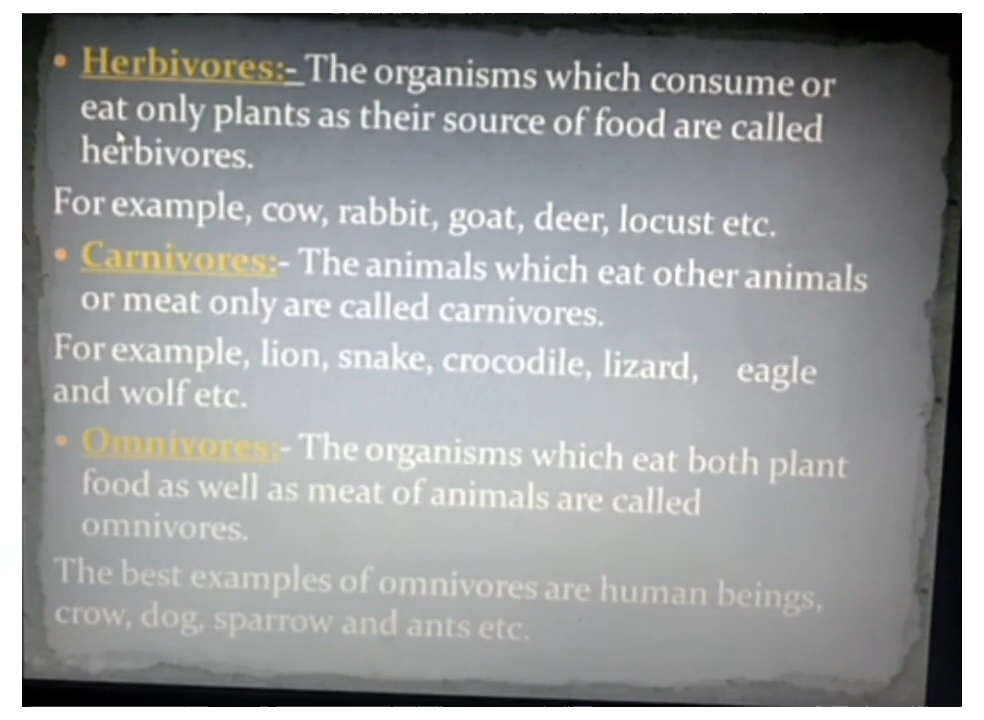 • Herbivores:- The organisms which consume or
eat only plants as their source of food are called
herbivores.
For example, cow, rabbit, goat, deer, locust etc.
• Carnivores:- The animals which eat other animals
or meat only are called carnivores.
For example, lion, snake, crocodile, lizard, eagle
and wolf etc.
• Omnivores:- The organisms which eat both plant
food as well as meat of animals are called
omnivores.
The best examples of omnivores are human beings,
crow, dog, sparrow and ants etc.